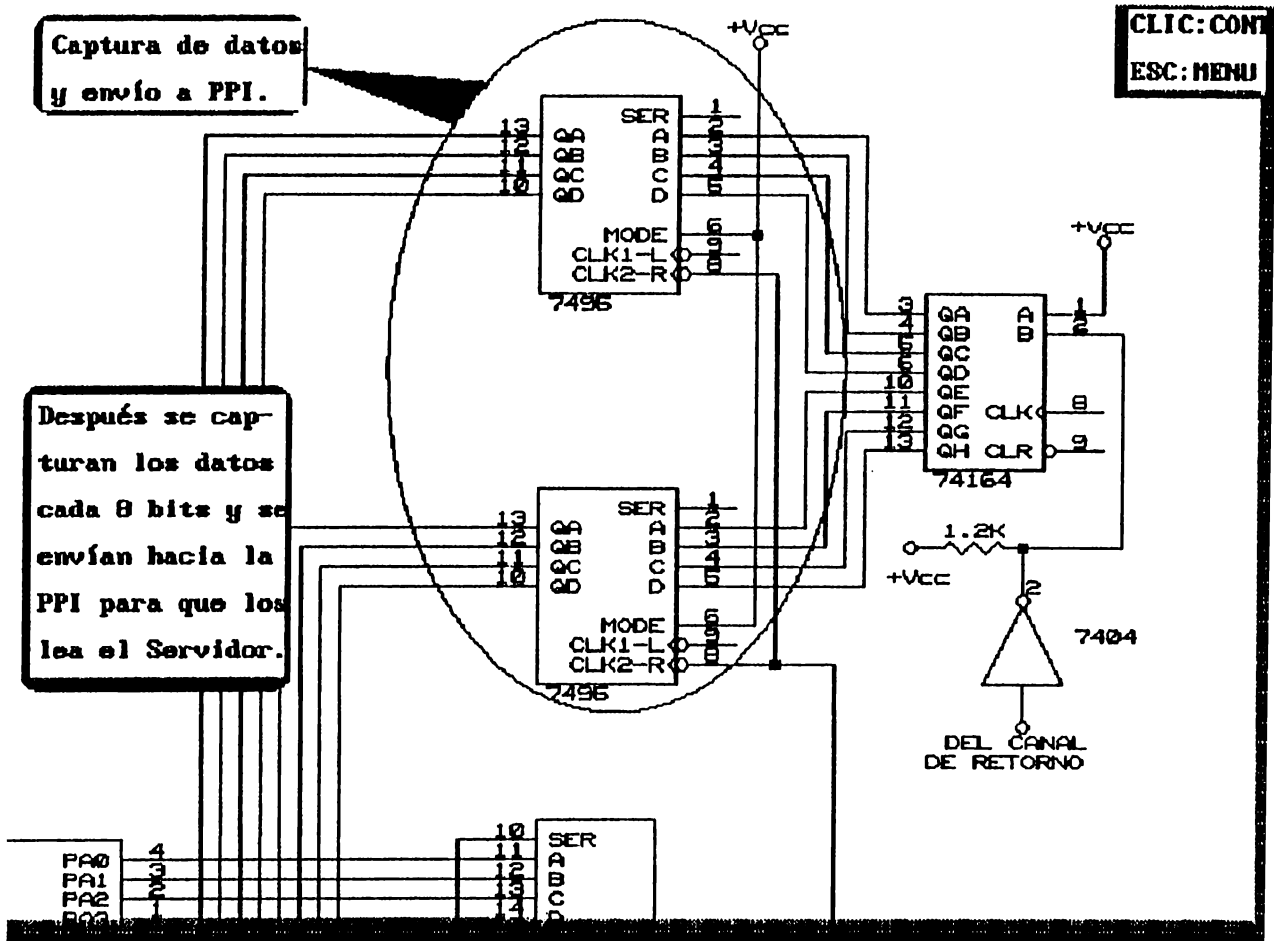 Captura de datos
y envío a PPI.
+Vcc
CLIC:CONT
ESC:MENU
SER 1
13 QA A 2
12 QB B 3
11 QC C 4
10 QD D 5
MODE 6
CLK1-L 9
CLK2-R 8
7496
+Vcc
3 QA A 1
4 QB B 2
5 QC
6 QD
10 QE
11 QF CLK 8
12 QG
13 QH CLR 9
74164
Después se cap-
turan los datos
cada 8 bits y se
envían hacia la
PPI para que los
lea el Servidor.
SER 1
13 QA A 2
12 QB B 3
11 QC C 4
10 QD D 5
MODE 6
CLK1-L 9
CLK2-R 8
7496
1.2K
+Vcc
2
7404
DEL CANAL
DE RETORNO
10 SER
PA0 4 11 A
PA1 3 12 B
PA2 2 13 C
PA3 1 14 D